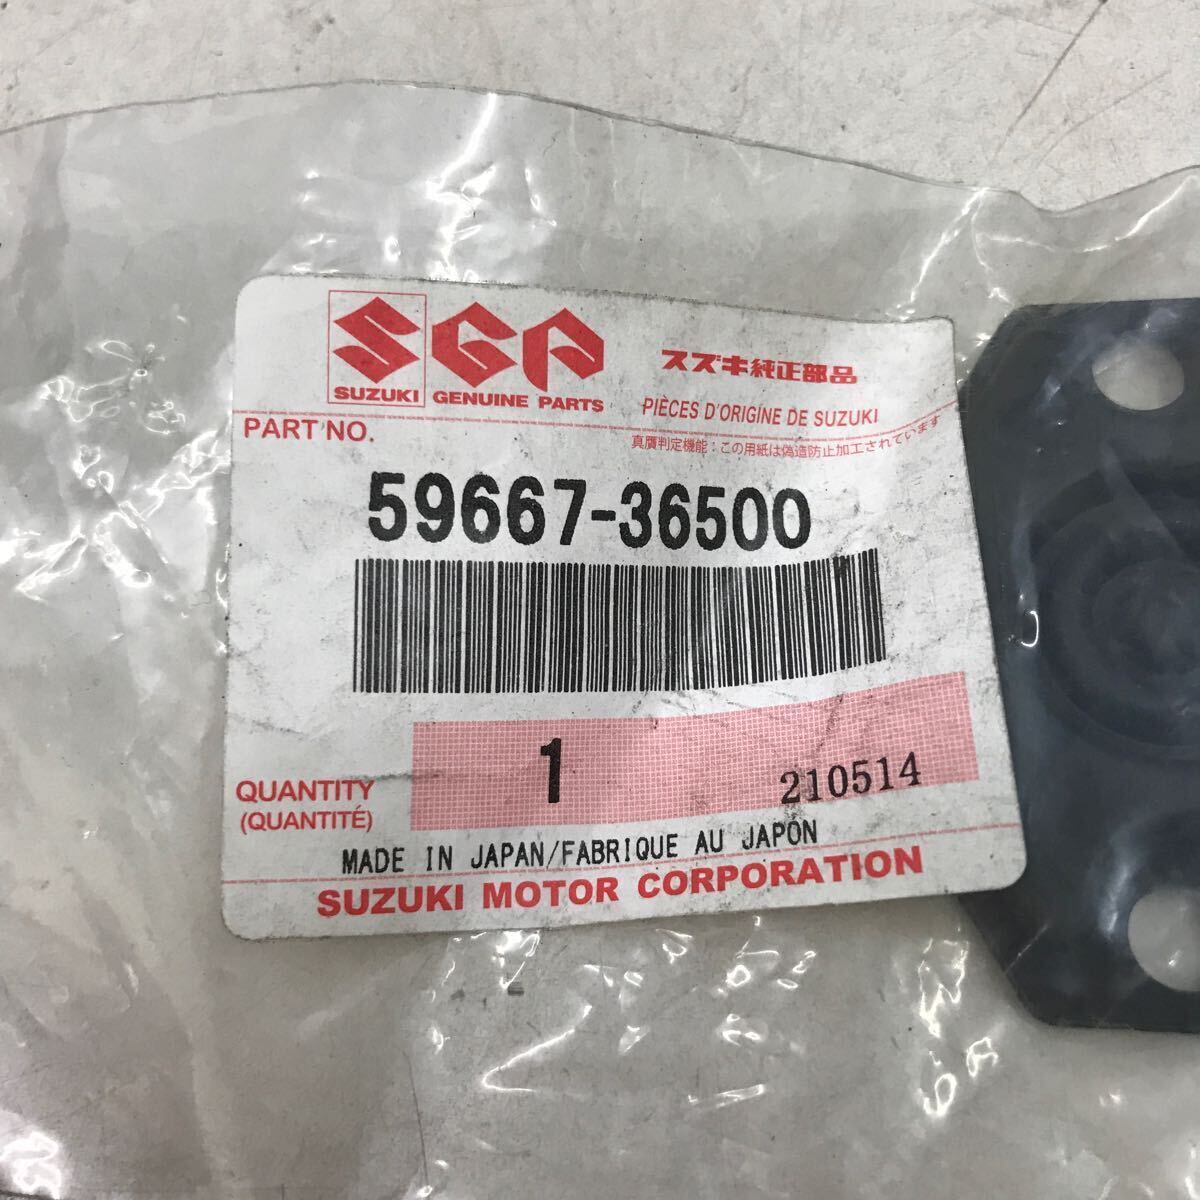 SGP
スズキ純正部品
SUZUKI GENUINE PARTS
PIÈCES D'ORIGINE DE SUZUKI
PART NO.
真贋判定機能:この用紙は偽造防止加工されています
59667-36500
1
210514
QUANTITY
(QUANTITÉ)
MADE IN JAPAN/FABRIQUE AU JAPON
SUZUKI MOTOR CORPORATION